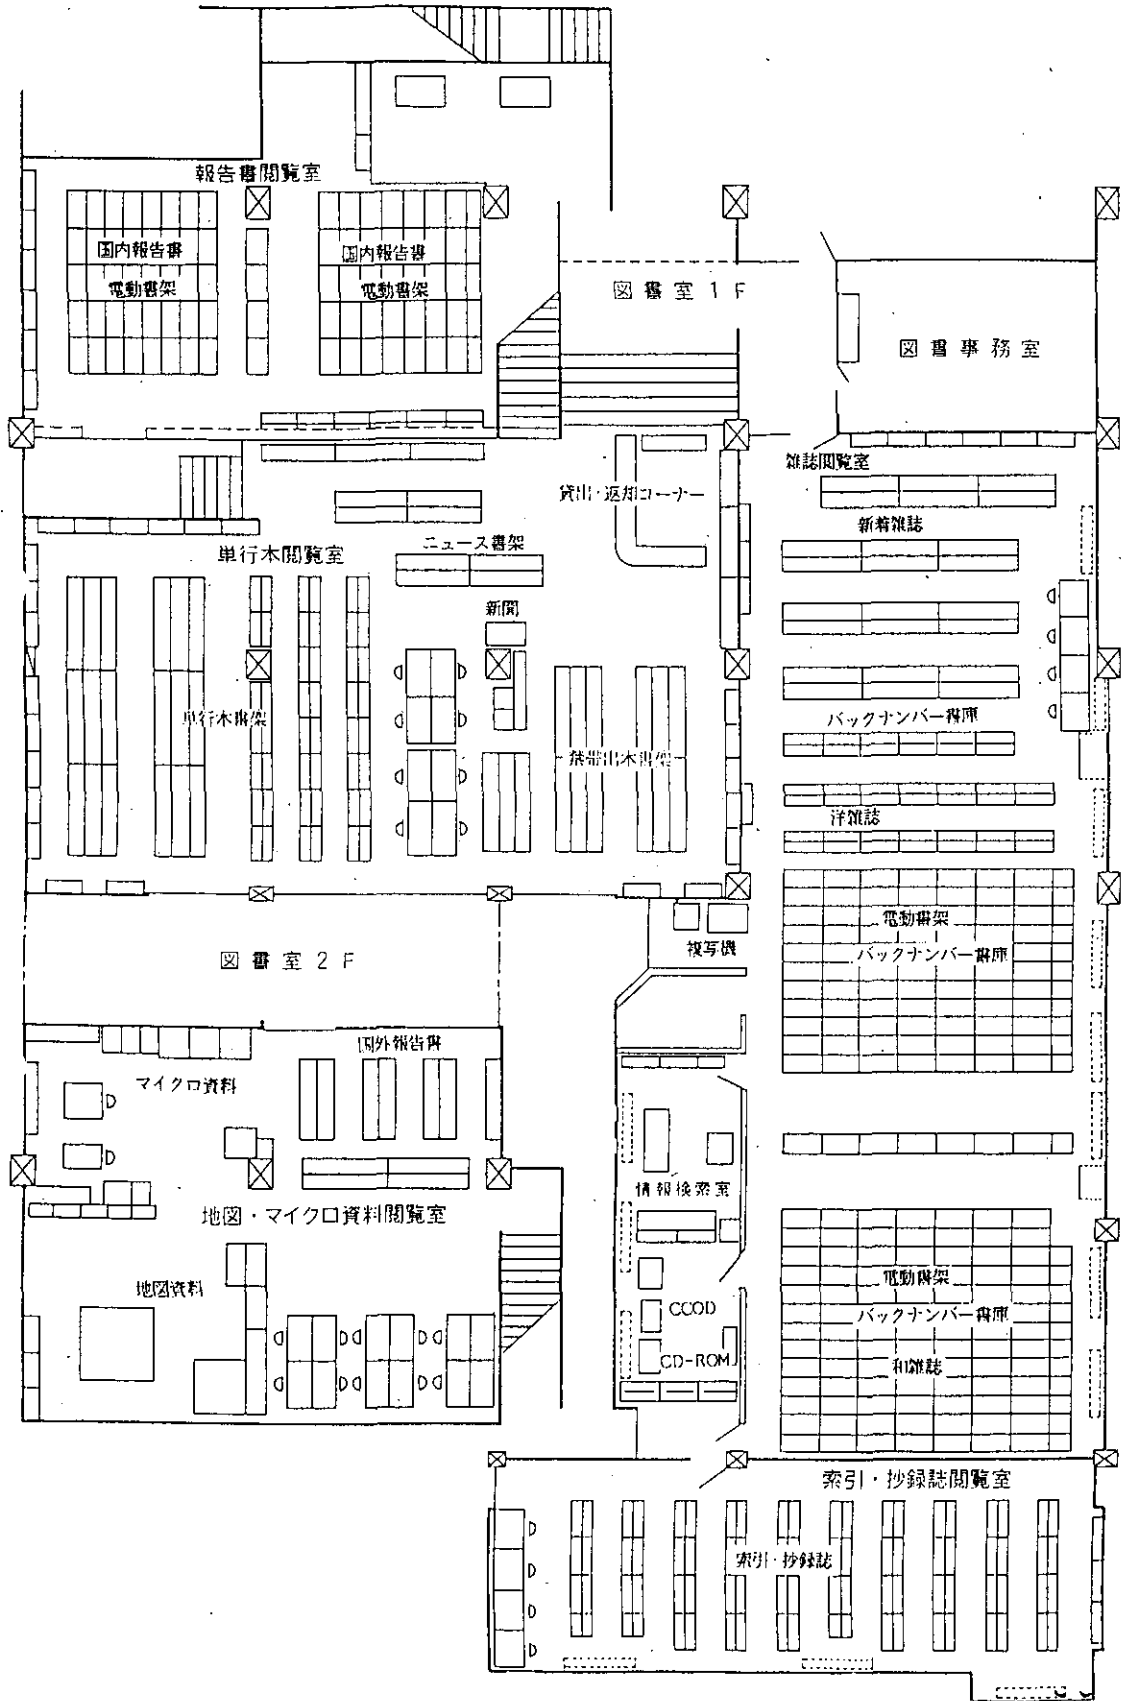 報告書閲覧室
国内報告書
電動書架
国内報告書
電動書架
図書室1F
図書事務室
雑誌閲覧室
貸出・返却コーナー
新着雑誌
単行本閲覧室
ニュース書架
新聞
単行本書架
バックナンバー書庫
携帯出本書架
洋雑誌
電動書架
バックナンバー書庫
複写機
図書室2F
国外報告書
マイクロ資料
情報検索室
地図・マイクロ資料閲覧室
地図資料
電動書架
CCOD
バックナンバー書庫
CD-ROM
和雑誌
索引・抄録誌閲覧室
索引・抄録誌